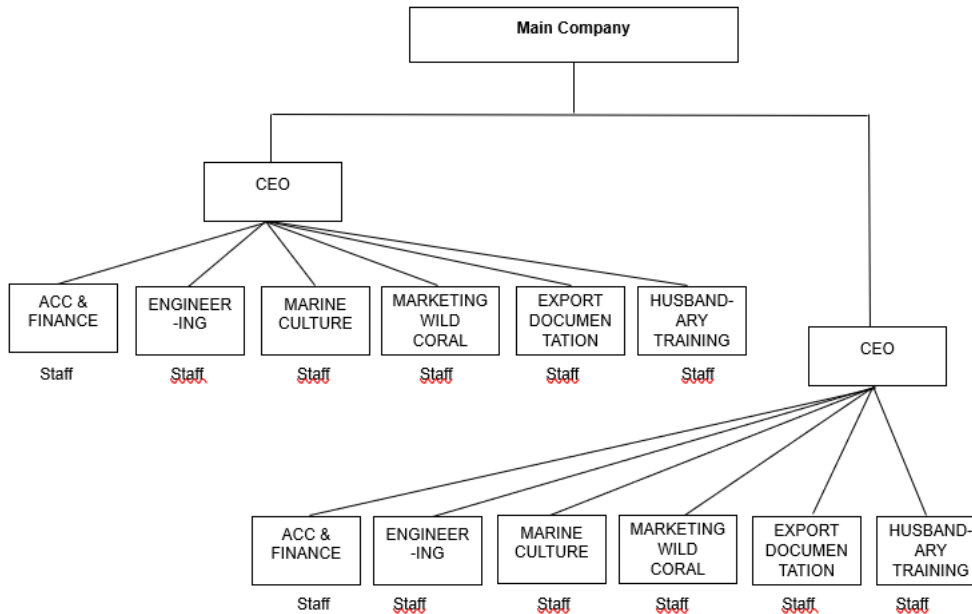 Main Company
CEO
ACC &
FINANCE
ENGINEER
-ING
MARINE
CULTURE
MARKETING
WILD
CORAL
EXPORT
DOCUMEN
TATION
HUSBAND-
ARY
TRAINING
Staff
Staff
Staff
Staff
Staff
Staff
CEO
ACC &
FINANCE
ENGINEER
-ING
MARINE
CULTURE
MARKETING
WILD
CORAL
EXPORT
DOCUMEN
TATION
HUSBAND-
ARY
TRAINING
Staff
Staff
Staff
Staff
Staff
Staff